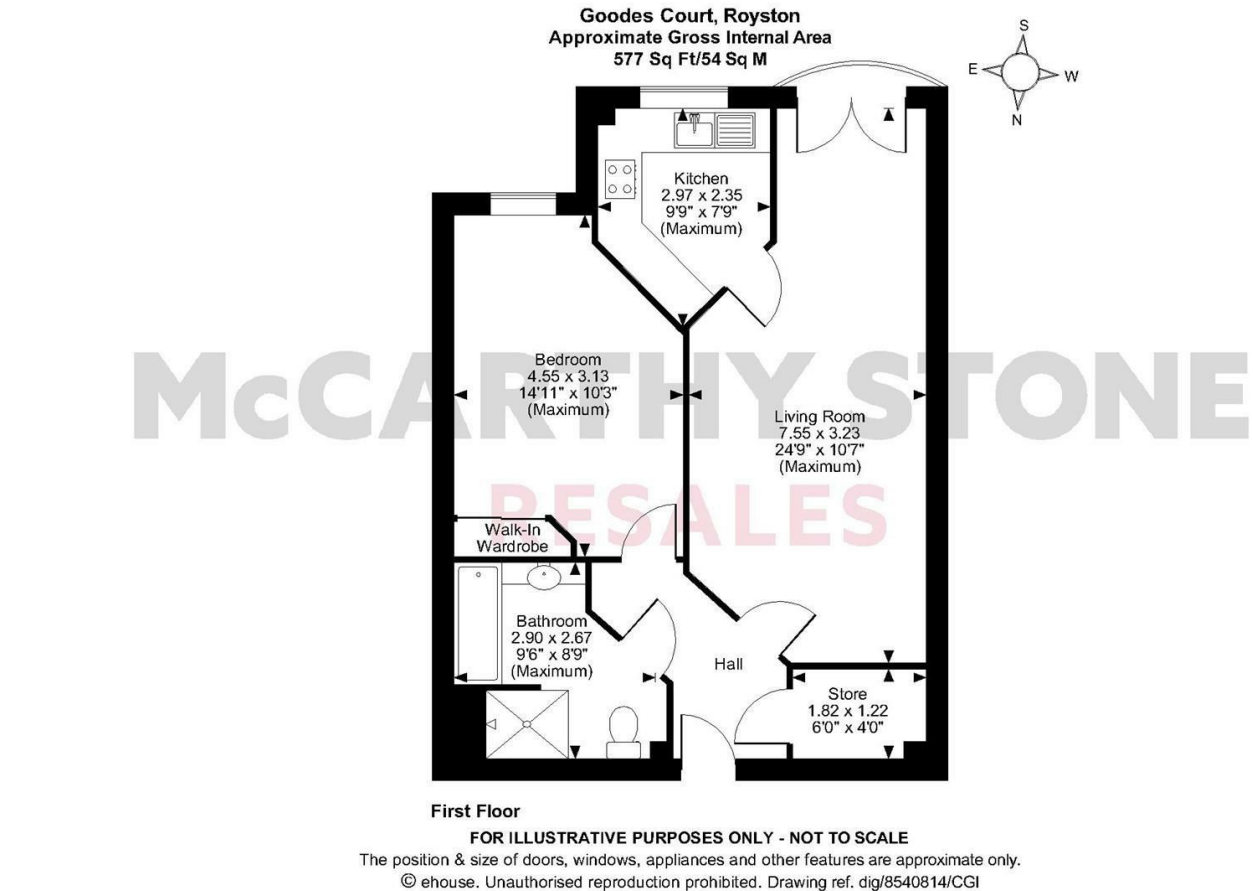 Goodes Court, Royston
Approximate Gross Internal Area
577 Sq Ft/54 Sq M
S
E
W
N
Kitchen
2.97 x 2.35
9'9" x 7'9"
(Maximum)
Bedroom
4.55 x 3.13
14'11" x 10'3"
(Maximum)
McCARTHY STONE
RESALES
Living Room
7.55 x 3.23
24'9" x 10'7"
(Maximum)
Walk-In
Wardrobe
Bathroom
2.90 x 2.67
9'6" x 8'9"
(Maximum)
Hall
Store
1.82 x 1.22
6'0" x 4'0"
First Floor
FOR ILLUSTRATIVE PURPOSES ONLY - NOT TO SCALE
The position & size of doors, windows, appliances and other features are approximate only.
© ehouse. Unauthorised reproduction prohibited. Drawing ref. dig/8540814/CGI